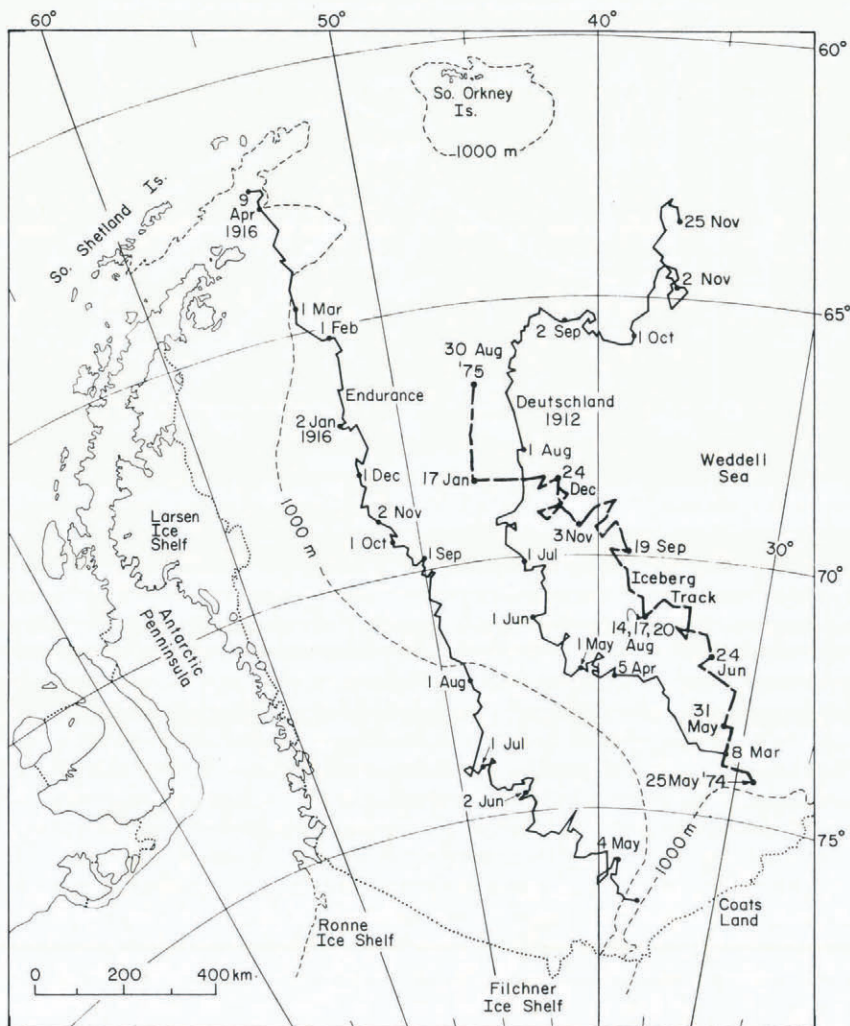 60°
50°
40°
60°
So. Orkney
Is.
1000 m
So. Shetland Is.
9
Apr
1916
25 Nov
2 Nov
1 Mar
1 Feb
65°
2 Sep
1 Oct
30 Aug
'75
Endurance
Deutschland
1912
2 Jan
1916
1 Aug
Weddell
Sea
17 Jan
24
Dec
1 Dec
1000 m
2 Nov
3 Nov
Larsen
Ice
Shelf
1 Oct
1 Sep
19 Sep
30°
70°
1 Jul
Iceberg
Track
Antarctic
Penninsula
1 Jun
14, 17, 20
Aug
1 May
5 Apr
24
Jun
1 Aug
31
May
8 Mar
1 Jul
25 May '74
2 Jun
4 May
75°
1000 m
Coats
Land
Ronne
Ice Shelf
0 200 400 km.
Filchner
Ice Shelf